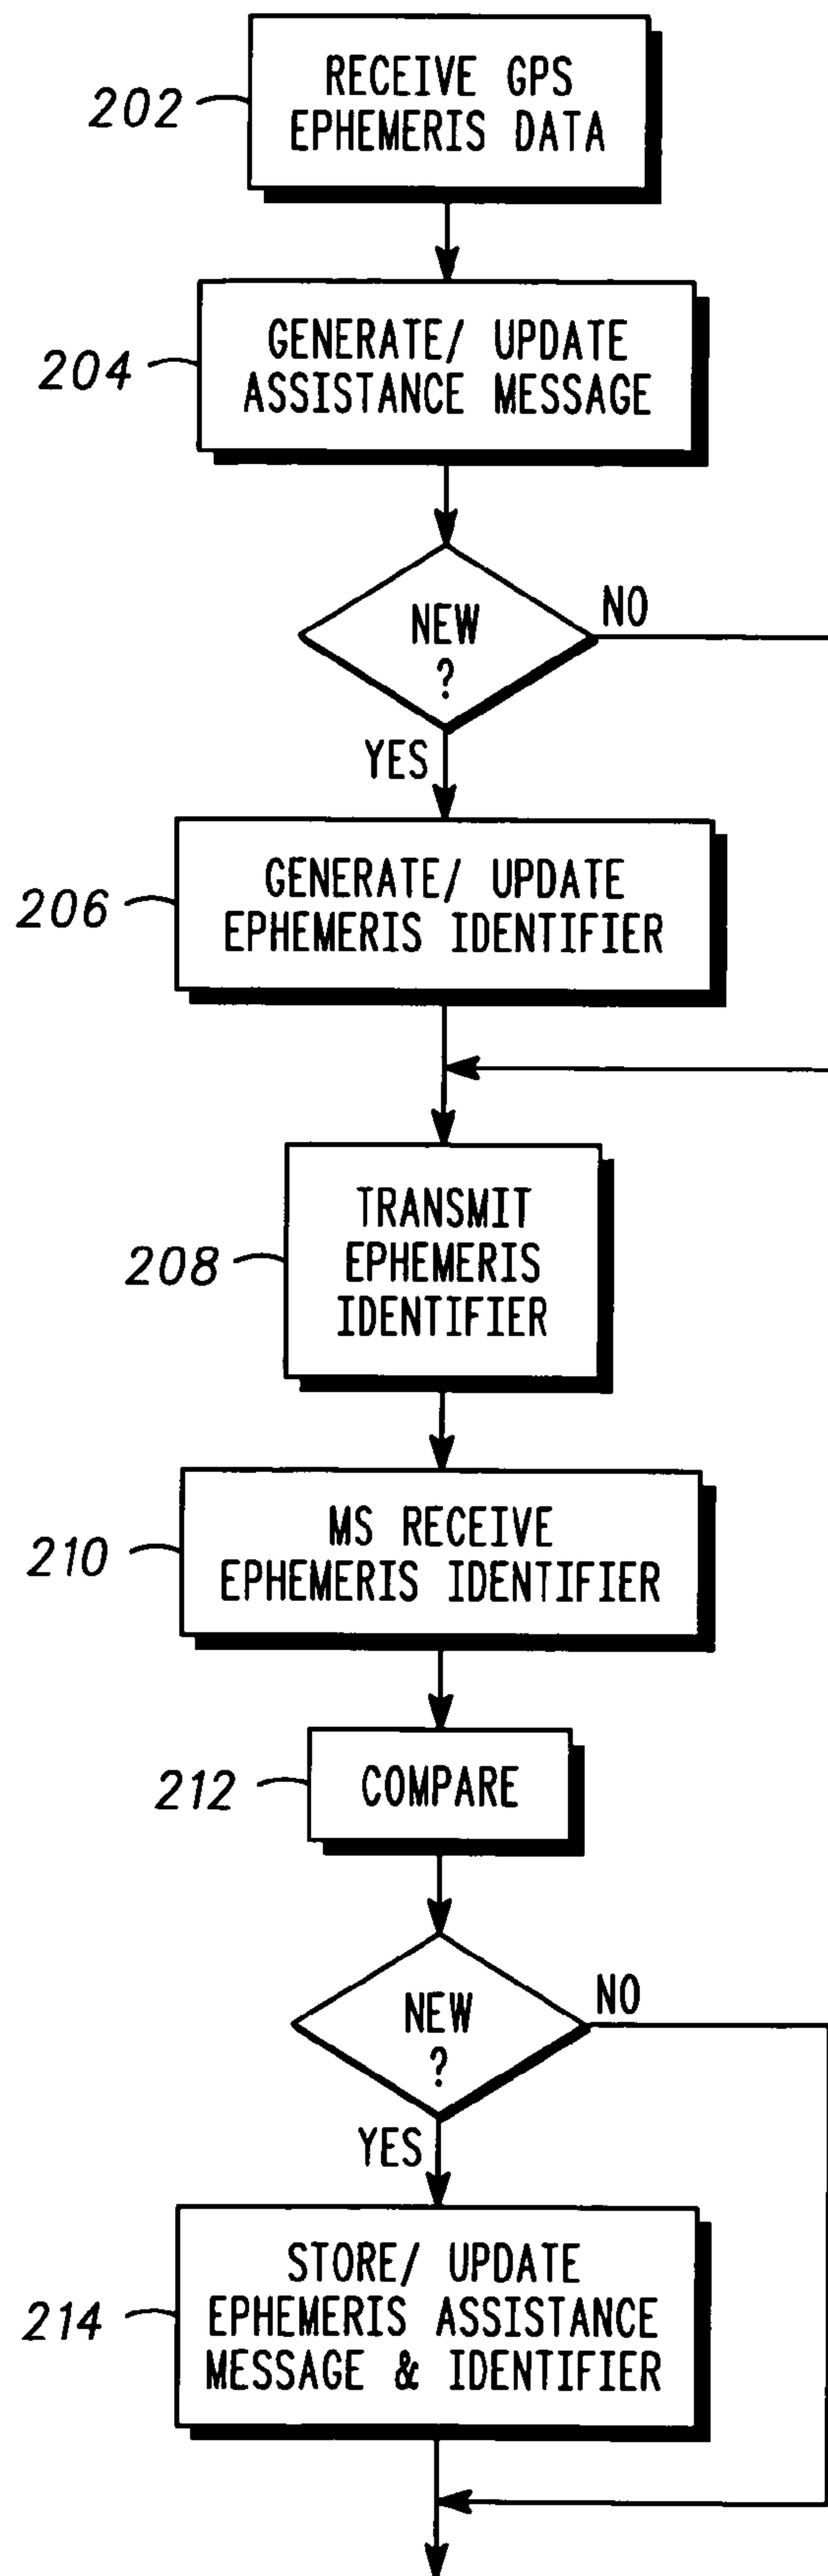 202
RECEIVE GPS
EPHEMERIS DATA
204
GENERATE/ UPDATE
ASSISTANCE MESSAGE
NEW
?
NO
YES
206
GENERATE/ UPDATE
EPHEMERIS IDENTIFIER
208
TRANSMIT
EPHEMERIS
IDENTIFIER
210
MS RECEIVE
EPHEMERIS IDENTIFIER
212
COMPARE
NEW
?
NO
YES
214
STORE/ UPDATE
EPHEMERIS ASSISTANCE
MESSAGE & IDENTIFIER